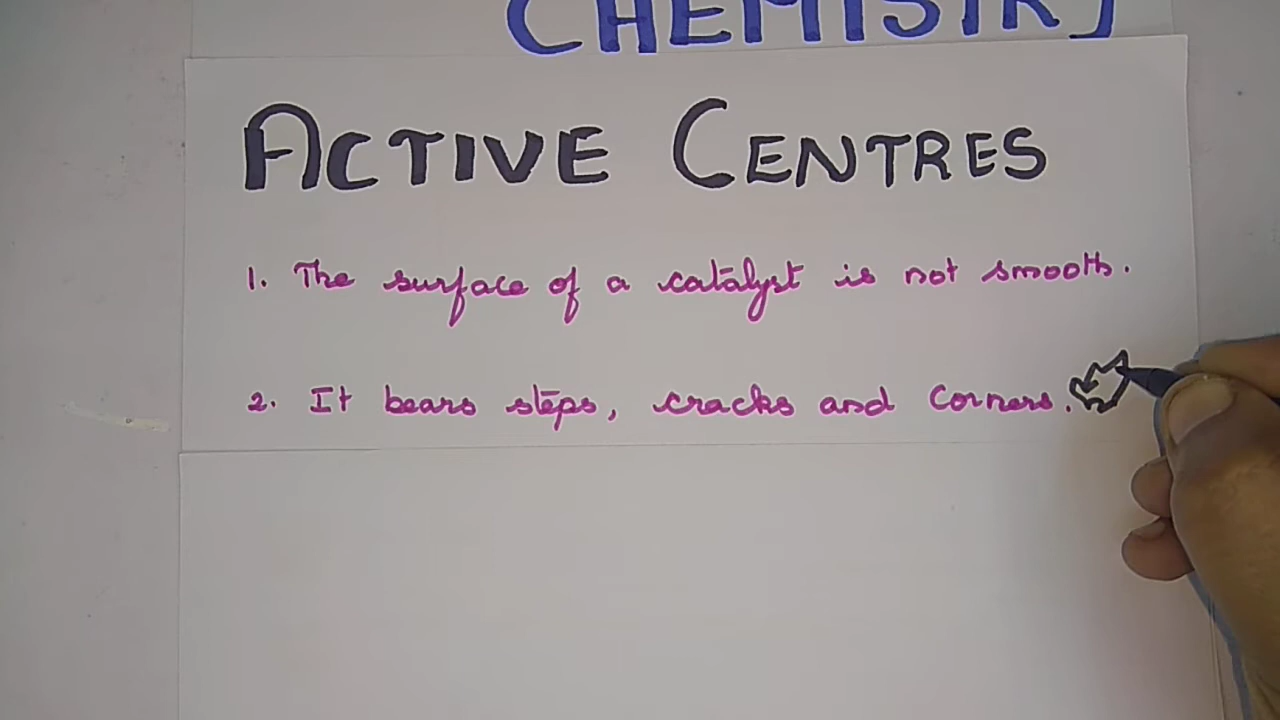 CHEMISTRY
ACTIVE CENTRES
1. The surface of a catalyst is not smooth.
2. It bears steps, cracks and Corners.